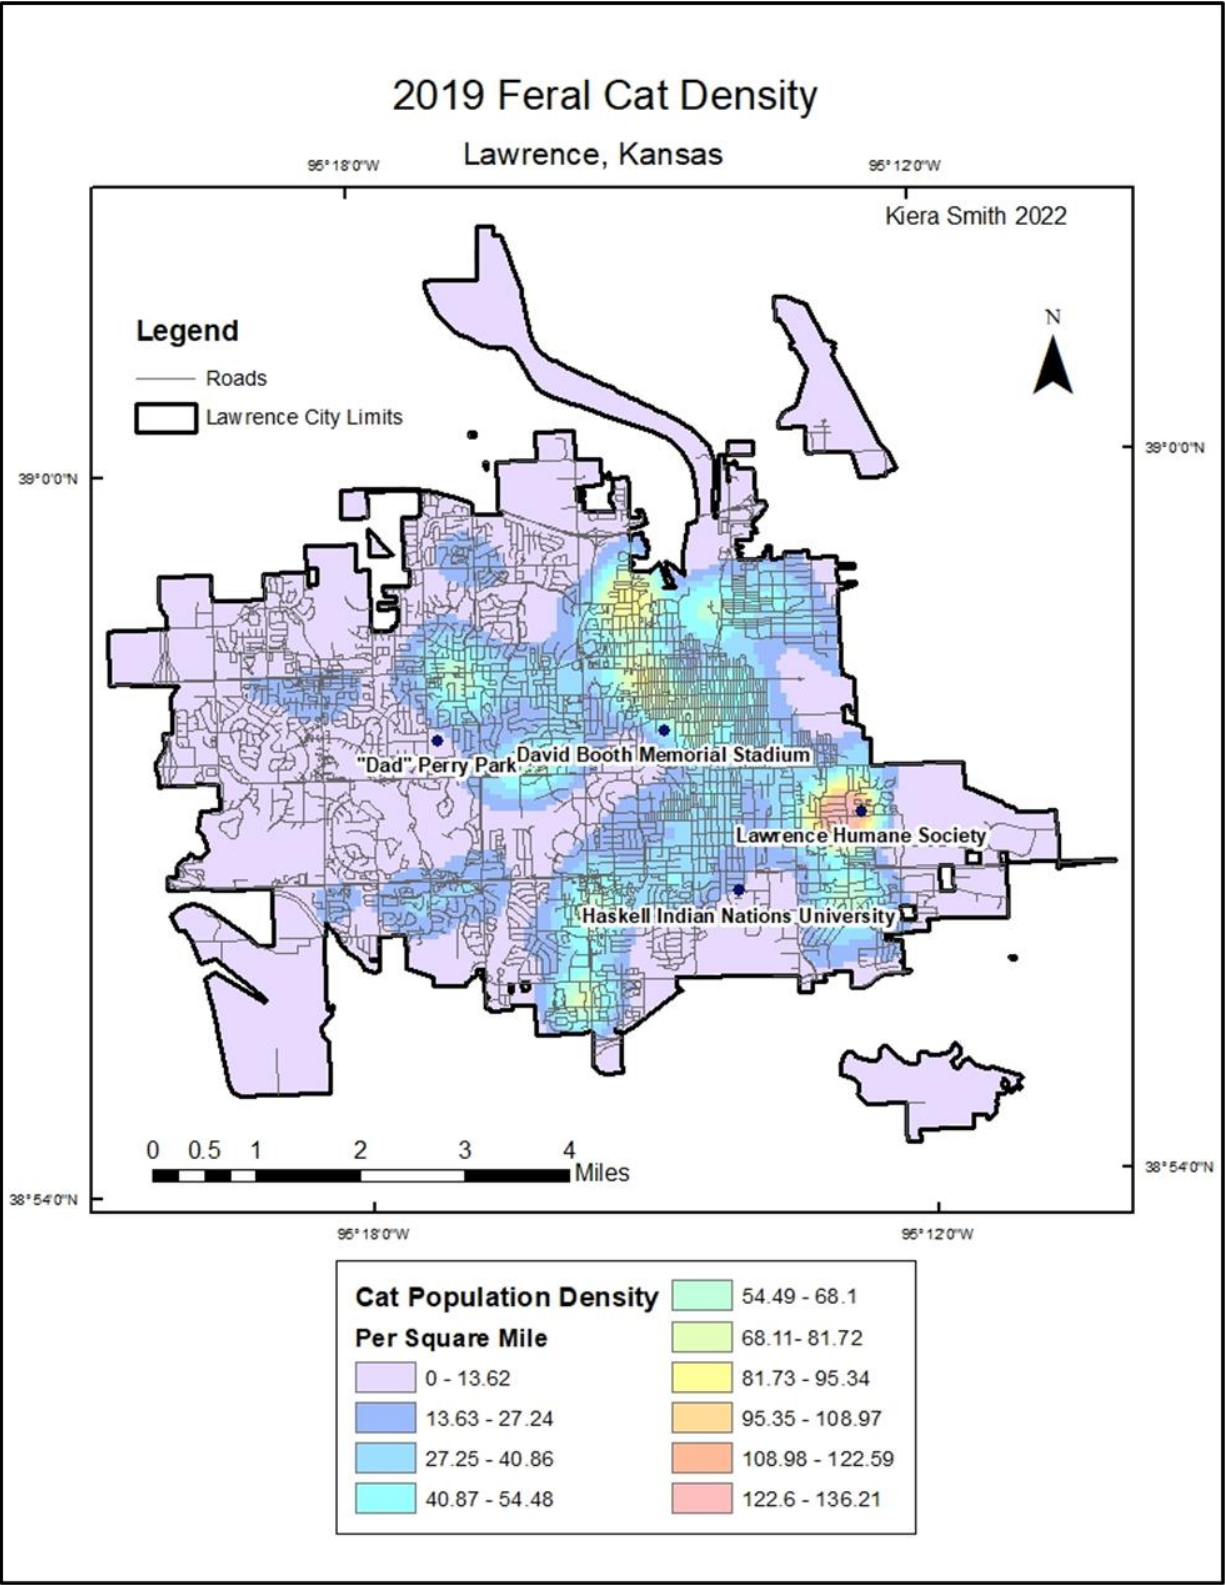 2019 Feral Cat Density
Lawrence, Kansas
95°18'0"W
95°12'0"W
Kiera Smith 2022
Legend
Roads
Lawrence City Limits
N
39°0'0"N
39°0'0"N
"Dad" Perry Park
David Booth Memorial Stadium
Lawrence Humane Society
Haskell Indian Nations University
0 0.5 1 2 3 4
Miles
38°54'0"N
38°54'0"N
95°18'0"W
95°12'0"W
Cat Population Density
Per Square Mile
0 - 13.62
13.63 - 27.24
27.25 - 40.86
40.87 - 54.48
54.49 - 68.1
68.11- 81.72
81.73 - 95.34
95.35 - 108.97
108.98 - 122.59
122.6 - 136.21